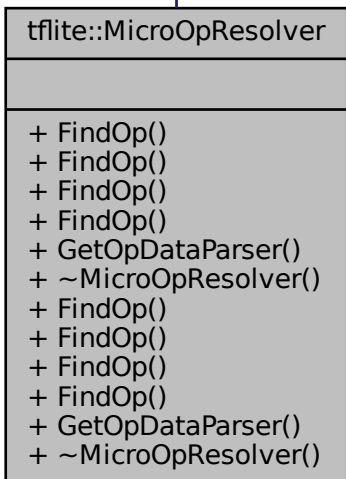 tflite::MicroOpResolver
+ FindOp()
+ FindOp()
+ FindOp()
+ FindOp()
+ GetOpDataParser()
+ ~MicroOpResolver()
+ FindOp()
+ FindOp()
+ FindOp()
+ FindOp()
+ GetOpDataParser()
+ ~MicroOpResolver()